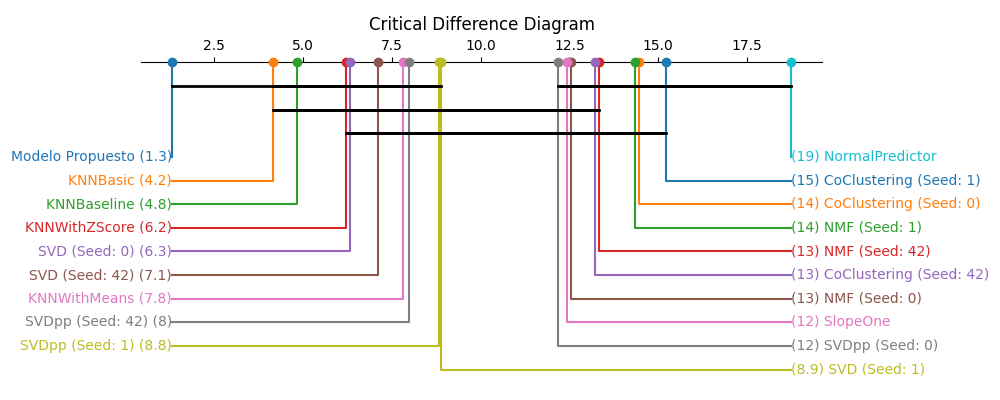 Critical Difference Diagram
2.5 5.0 7.5 10.0 12.5 15.0 17.5
Modelo Propuesto (1.3) (19) NormalPredictor
KNNBasic (4.2) (15) CoClustering (Seed: 1)
KNNBaseline (4.8) (14) CoClustering (Seed: 0)
KNNWithZScore (6.2) (14) NMF (Seed: 1)
SVD (Seed: 0) (6.3) (13) NMF (Seed: 42)
SVD (Seed: 42) (7.1) (13) CoClustering (Seed: 42)
KNNWithMeans (7.8) (13) NMF (Seed: 0)
SVDpp (Seed: 42) (8) (12) SlopeOne
SVDpp (Seed: 1) (8.8) (12) SVDpp (Seed: 0)
(8.9) SVD (Seed: 1)